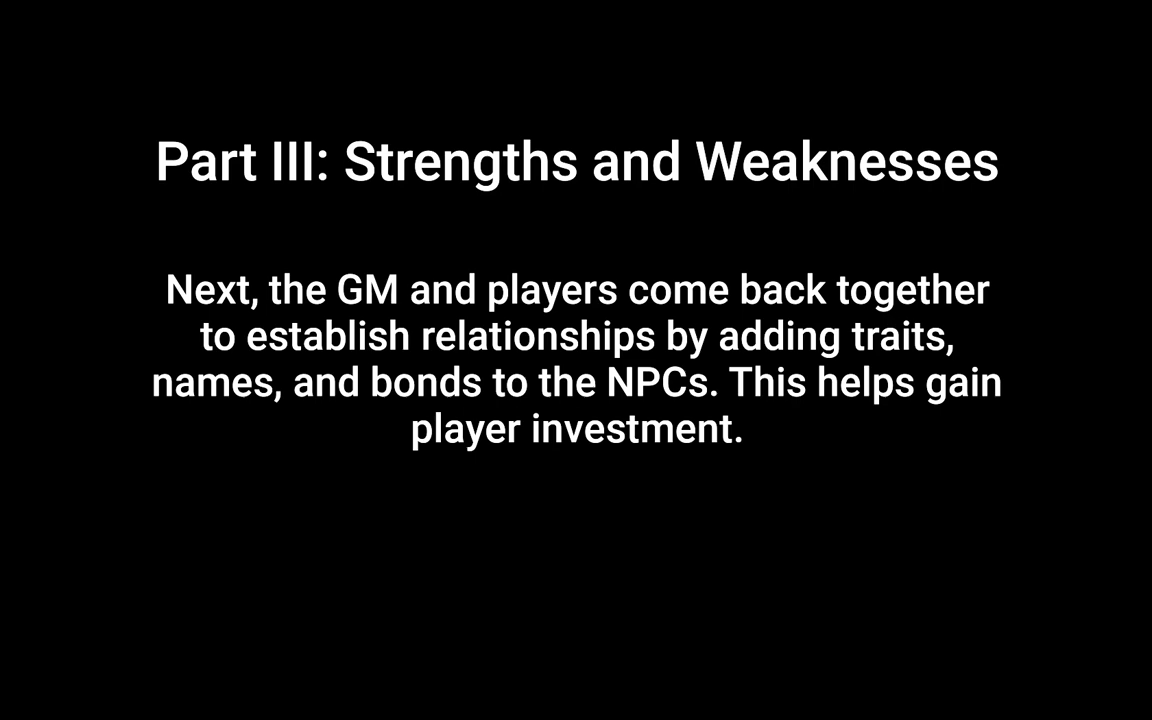 Part III: Strengths and Weaknesses
Next, the GM and players come back together
to establish relationships by adding traits,
names, and bonds to the NPCs. This helps gain
player investment.